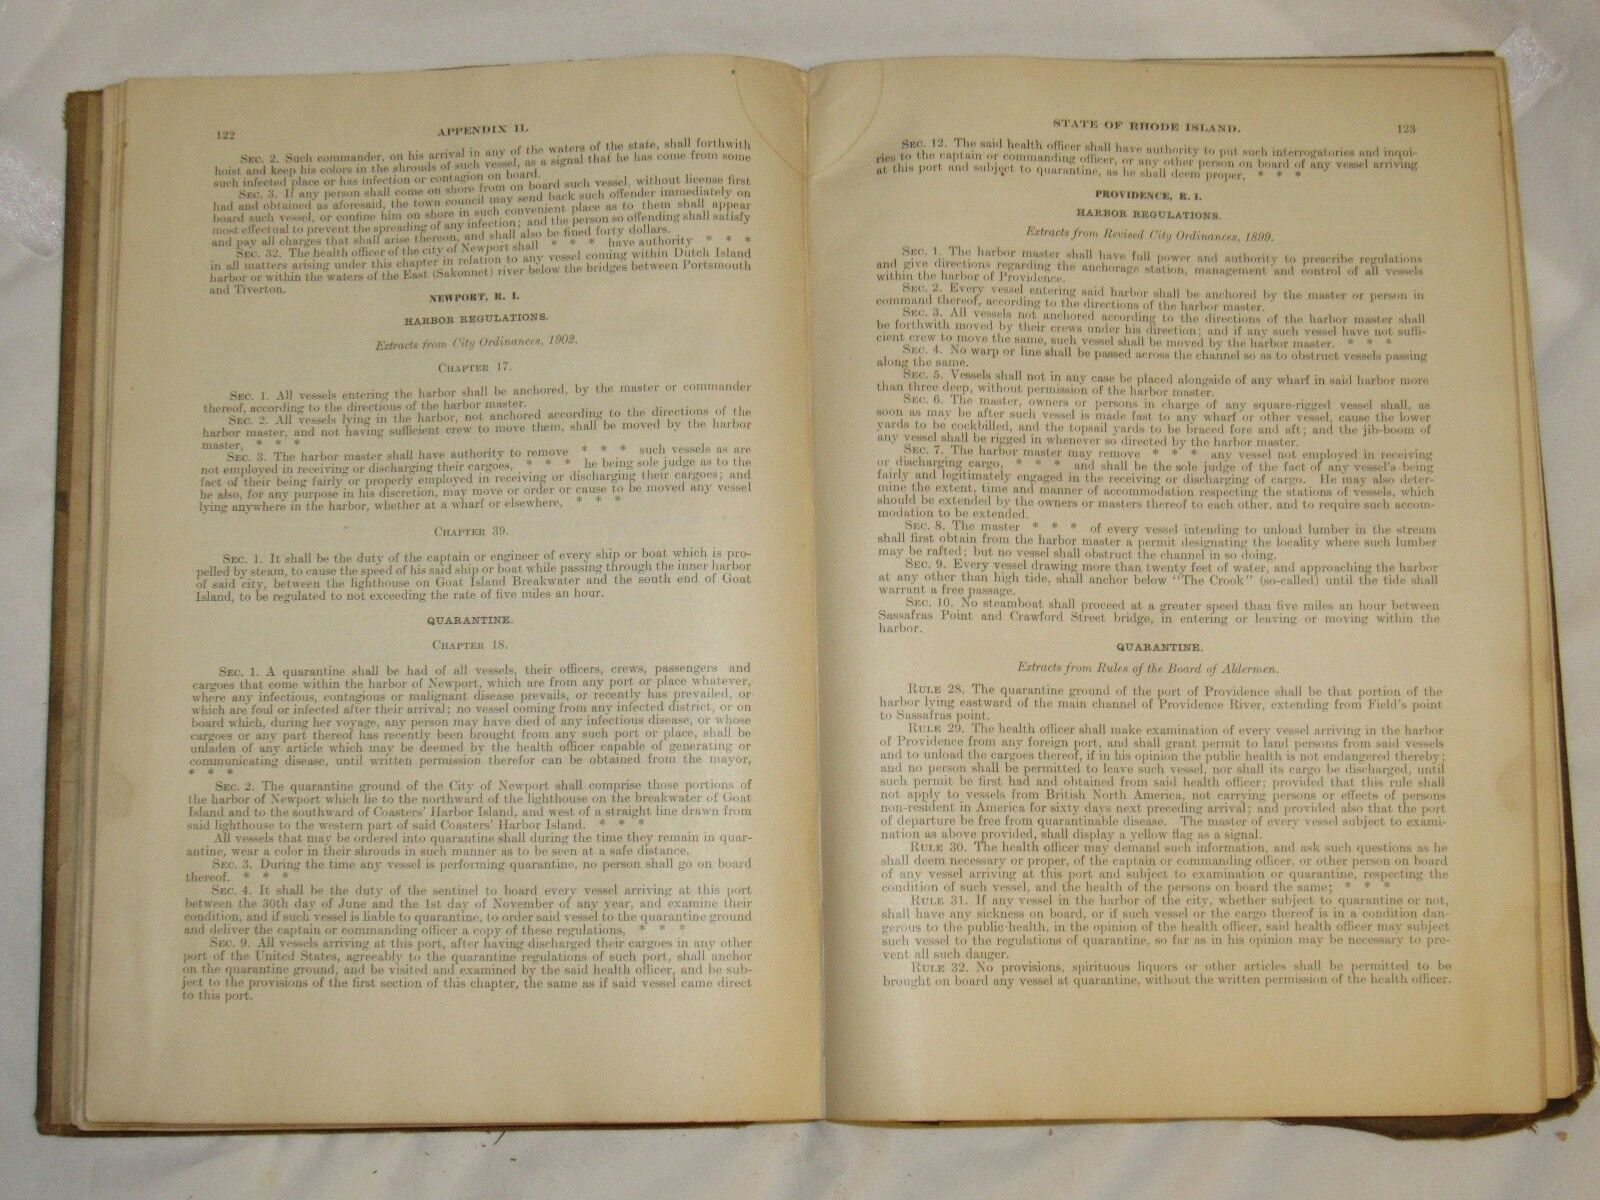 122
APPENDIX II.
SEC. 2. Such commander, on his arrival in any of the waters of the state, shall forthwith
hoist and keep his colors in the shrouds of such vessel, as a signal that he has come from some
such infected place or has infection or contagion on board.
SEC. 3. If any person shall come on shore from on board such vessel, without license first
had and obtained as aforesaid, the town council may send back such offender immediately on
board such vessel, or confine him on shore in such convenient place as to them shall appear
most effectual to prevent the spreading of any infection; and the person so offending shall satisfy
and pay all charges that shall arise thereon, and shall also be fined forty dollars.
SEC. 32. The health officer of the city of Newport shall * * * have authority * * *
in all matters arising under this chapter in relation to any vessel coming within Dutch Island
harbor or within the waters of the East (Sakonnet) river below the bridges between Portsmouth
and Tiverton.
NEWPORT, R. I.
HARBOR REGULATIONS.
Extracts from City Ordinances, 1902.
CHAPTER 17.
SEC. 1. All vessels entering the harbor shall be anchored, by the master or commander
thereof, according to the directions of the harbor master.
SEC. 2. All vessels lying in the harbor, not anchored according to the directions of the
harbor master, and not having sufficient crew to move them, shall be moved by the harbor
master, * * *
SEC. 3. The harbor master shall have authority to remove * * * such vessels as are
not employed in receiving or discharging their cargoes, * * * he being sole judge as to the
fact of their being fairly or properly employed in receiving or discharging their cargoes; and
he also, for any purpose in his discretion, may move or order or cause to be moved any vessel
lying anywhere in the harbor, whether at a wharf or elsewhere, * * *
CHAPTER 39.
SEC. 1. It shall be the duty of the captain or engineer of every ship or boat which is pro-
pelled by steam, to cause the speed of his said ship or boat while passing through the inner harbor
of said city, between the lighthouse on Goat Island Breakwater and the south end of Goat
Island, to be regulated to not exceeding the rate of five miles an hour.
QUARANTINE.
CHAPTER 18.
SEC. 1. A quarantine shall be had of all vessels, their officers, crews, passengers and
cargoes that come within the harbor of Newport, which are from any port or place whatever,
where any infectious, contagious or malignant disease prevails, or recently has prevailed, or
which are foul or infected after their arrival; no vessel coming from any infected district, or on
board which, during her voyage, any person may have died of any infectious disease, or whose
cargoes or any part thereof has recently been brought from any such port or place, shall be
unladen of any article which may be deemed by the health officer capable of generating or
communicating disease, until written permission therefor can be obtained from the mayor,
* * *
SEC. 2. The quarantine ground of the City of Newport shall comprise those portions of
the harbor of Newport which lie to the northward of the lighthouse on the breakwater of Goat
Island and to the southward of Coasters' Harbor Island, and west of a straight line drawn from
said lighthouse to the western part of said Coasters' Harbor Island. * * *
All vessels that may be ordered into quarantine shall during the time they remain in quar-
antine, wear a color in their shrouds in such manner as to be seen at a safe distance.
SEC. 3. During the time any vessel is performing quarantine, no person shall go on board
thereof. * * *
SEC. 4. It shall be the duty of the sentinel to board every vessel arriving at this port
between the 30th day of June and the 1st day of November of any year, and examine their
condition, and if such vessel is liable to quarantine, to order said vessel to the quarantine ground
and deliver the captain or commanding officer a copy of these regulations, * * *
SEC. 9. All vessels arriving at this port, after having discharged their cargoes in any other
port of the United States, agreeably to the quarantine regulations of such port, shall anchor
on the quarantine ground, and be visited and examined by the said health officer, and be sub-
ject to the provisions of the first section of this chapter, the same as if said vessel came direct
to this port.
STATE OF RHODE ISLAND.
123
SEC. 12. The said health officer shall have authority to put such interrogatories and inqui-
ries to the captain or commanding officer, or any other person on board of any vessel arriving
at this port and subject to quarantine, as he shall deem proper, * * *
PROVIDENCE, R. I.
HARBOR REGULATIONS.
Extracts from Revised City Ordinances, 1899.
SEC. 1. The harbor master shall have full power and authority to prescribe regulations
and give directions regarding the anchorage station, management and control of all vessels
within the harbor of Providence.
SEC. 2. Every vessel entering said harbor shall be anchored by the master or person in
command thereof, according to the directions of the harbor master.
SEC. 3. All vessels not anchored according to the directions of the harbor master shall
be forthwith moved by their crews under his direction; and if any such vessel have not suffi-
cient crew to move the same, such vessel shall be moved by the harbor master. * * *
SEC. 4. No warp or line shall be passed across the channel so as to obstruct vessels passing
along the same.
SEC. 5. Vessels shall not in any case be placed alongside of any wharf in said harbor more
than three deep, without permission of the harbor master.
SEC. 6. The master, owners or persons in charge of any square-rigged vessel shall, as
soon as may be after such vessel is made fast to any wharf or other vessel, cause the lower
yards to be cockbilled, and the topsail yards to be braced fore and aft; and the jib-boom of
any vessel shall be rigged in whenever so directed by the harbor master.
SEC. 7. The harbor master may remove * * * any vessel not employed in receiving
or discharging cargo, * * * and shall be the sole judge of the fact of any vessel's being
fairly and legitimately engaged in the receiving or discharging of cargo. He may also deter-
mine the extent, time and manner of accommodation respecting the stations of vessels, which
should be extended by the owners or masters thereof to each other, and to require such accom-
modation to be extended.
SEC. 8. The master * * * of every vessel intending to unload lumber in the stream
shall first obtain from the harbor master a permit designating the locality where such lumber
may be rafted; but no vessel shall obstruct the channel in so doing.
SEC. 9. Every vessel drawing more than twenty feet of water, and approaching the harbor
at any other than high tide, shall anchor below "The Crook" (so-called) until the tide shall
warrant a free passage.
SEC. 10. No steamboat shall proceed at a greater speed than five miles an hour between
Sassafras Point and Crawford Street bridge, in entering or leaving or moving within the
harbor.
QUARANTINE.
Extracts from Rules of the Board of Aldermen.
RULE 28. The quarantine ground of the port of Providence shall be that portion of the
harbor lying eastward of the main channel of Providence River, extending from Field's point
to Sassafras point.
RULE 29. The health officer shall make examination of every vessel arriving in the harbor
of Providence from any foreign port, and shall grant permit to land persons from said vessels
and to unload the cargoes thereof, if in his opinion the public health is not endangered thereby;
and no person shall be permitted to leave such vessel, nor shall its cargo be discharged, until
such permit be first had and obtained from said health officer; provided that this rule shall
not apply to vessels from British North America, not carrying persons or effects of persons
non-resident in America for sixty days next preceding arrival; and provided also that the port
of departure be free from quarantinable disease. The master of every vessel subject to exami-
nation as above provided, shall display a yellow flag as a signal.
RULE 30. The health officer may demand such information, and ask such questions as he
shall deem necessary or proper, of the captain or commanding officer, or other person on board
of any vessel arriving at this port and subject to examination or quarantine, respecting the
condition of such vessel, and the health of the persons on board the same; * * *
RULE 31. If any vessel in the harbor of the city, whether subject to quarantine or not,
shall have any sickness on board, or if such vessel or the cargo thereof is in a condition dan-
gerous to the public health, in the opinion of the health officer, said health officer may subject
such vessel to the regulations of quarantine, so far as in his opinion may be necessary to pre-
vent all such danger.
RULE 32. No provisions, spirituous liquors or other articles shall be permitted to be
brought on board any vessel at quarantine, without the written permission of the health officer.